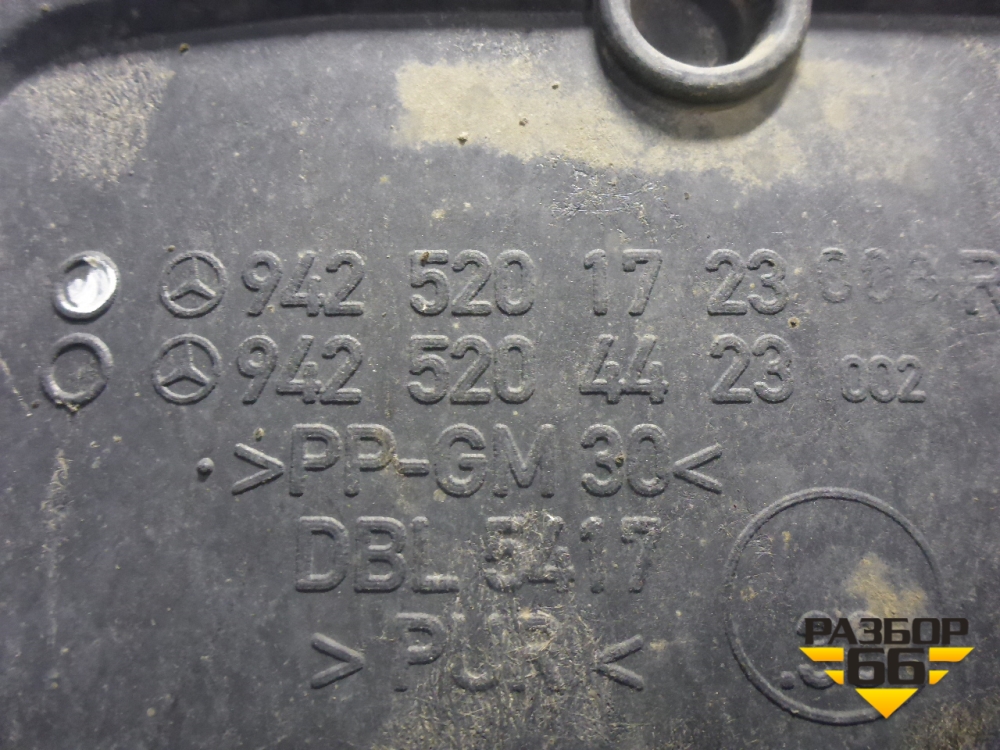 942 520 17 23
942 520 44 23 002
>PP-GM 30<
DBL 5417
>PUR<
РАЗБОР
66